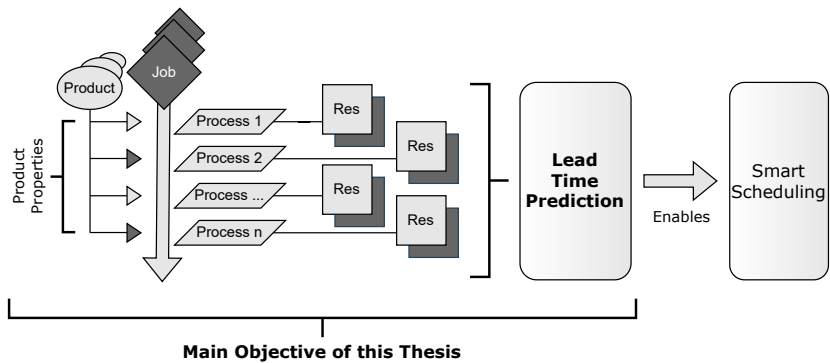 Job
Product
Product
Properties
Process 1
Res
Process 2
Res
Process ...
Res
Process n
Res
Lead
Time
Prediction
Enables
Smart
Scheduling
Main Objective of this Thesis